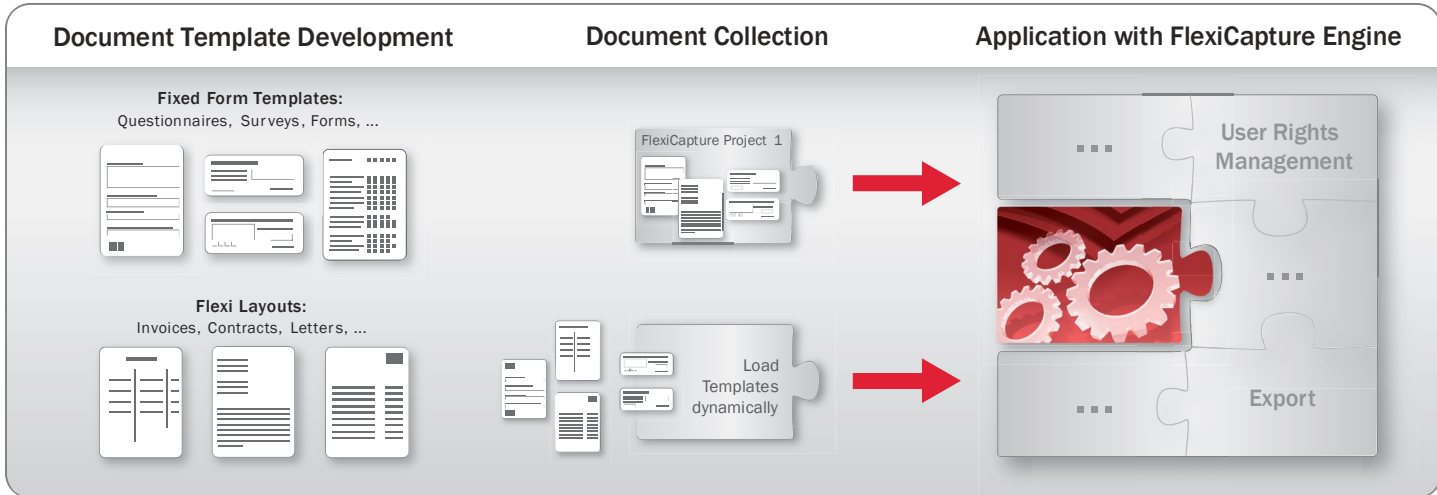 Document Template Development
Document Collection
Application with FlexiCapture Engine
Fixed Form Templates:
Questionnaires, Surveys, Forms, ...
FlexiCapture Project 1
User Rights
Management
Flexi Layouts:
Invoices, Contracts, Letters, ...
Load
Templates
dynamically
Export